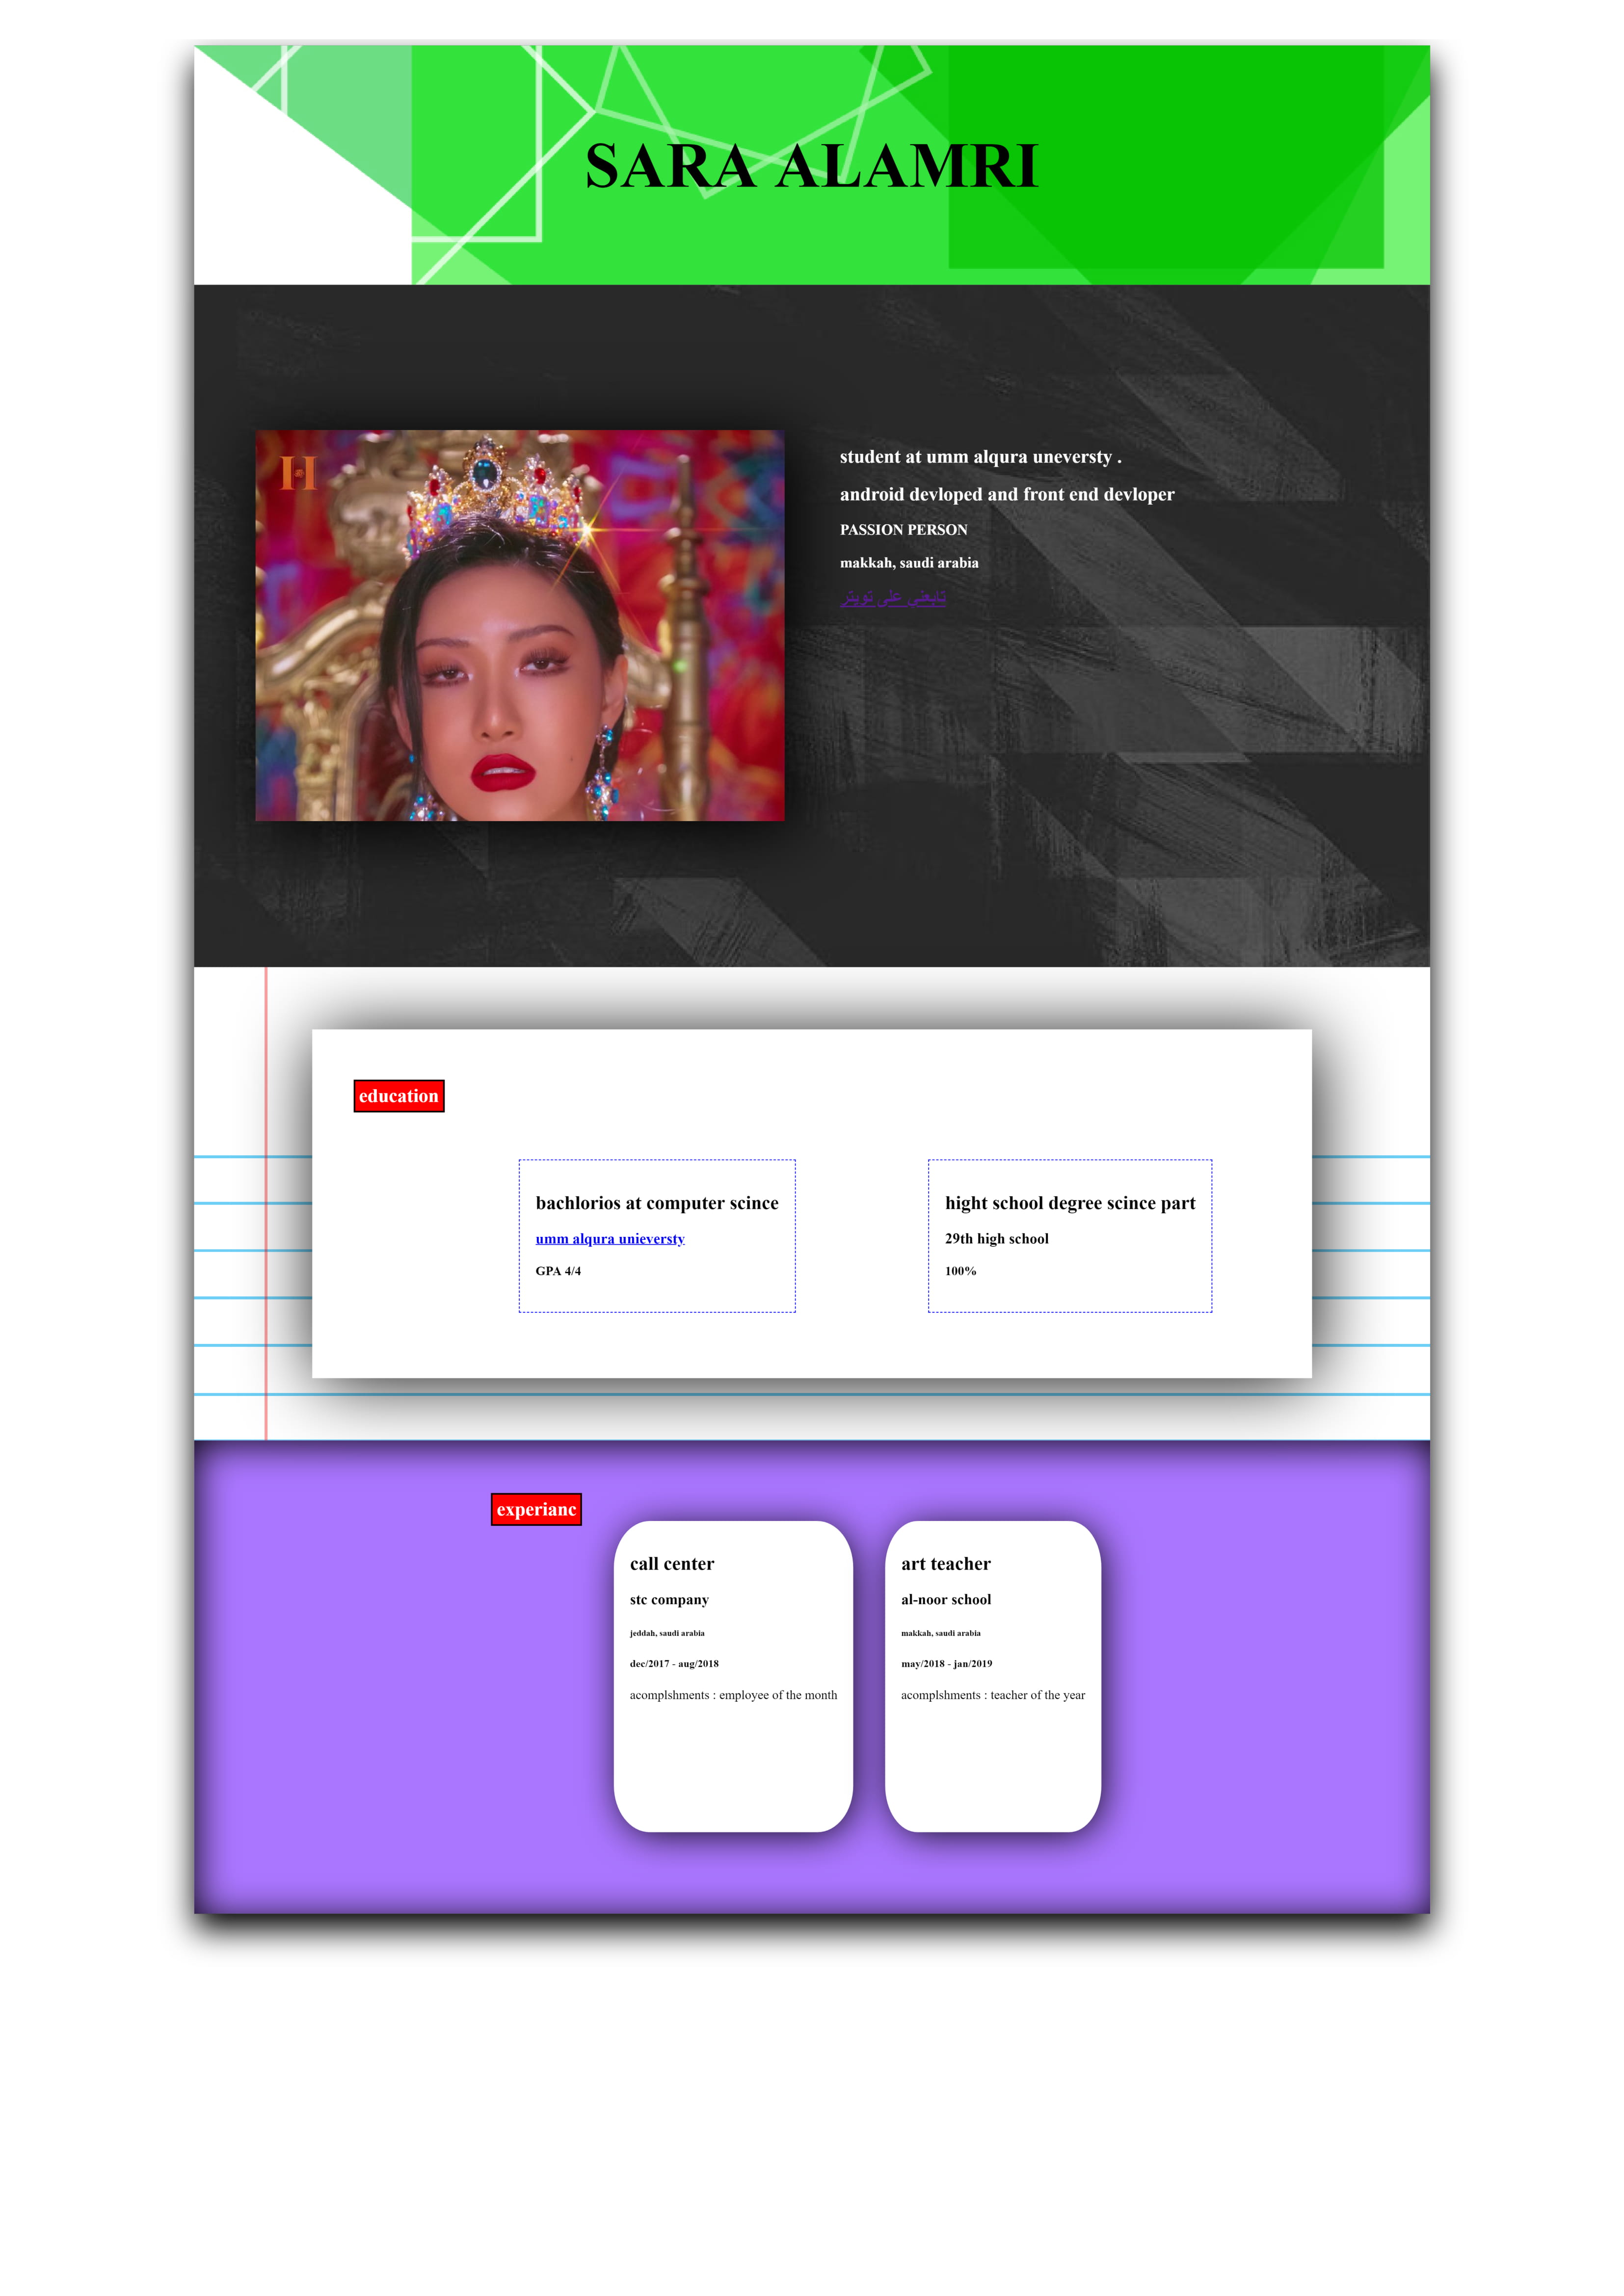 SARA ALAMRI
H
student at umm alqura uneversty .
android devloped and front end devloper
PASSION PERSON
makkah, saudi arabia
تابعني على تويتر
education
bachlorios at computer scince
umm alqura unieversty
GPA 4/4
hight school degree scince part
29th high school
100%
experianc
call center
stc company
jeddah, saudi arabia
dec/2017 - aug/2018
acomplshments : employee of the month
art teacher
al-noor school
makkah, saudi arabia
may/2018 - jan/2019
acomplshments : teacher of the year